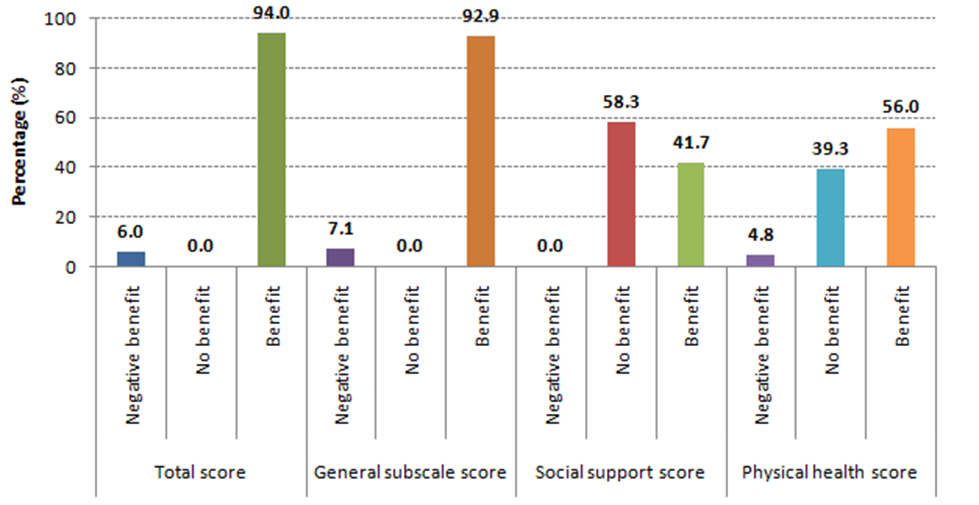 Percentage (%)
100
80
60
40
20
0
6.0
0.0
94.0
7.1
0.0
92.9
0.0
58.3
41.7
4.8
39.3
56.0
Negative benefit
No benefit
Benefit
Negative benefit
No benefit
Benefit
Negative benefit
No benefit
Benefit
Negative benefit
No benefit
Benefit
Total score
General subscale score
Social support score
Physical health score